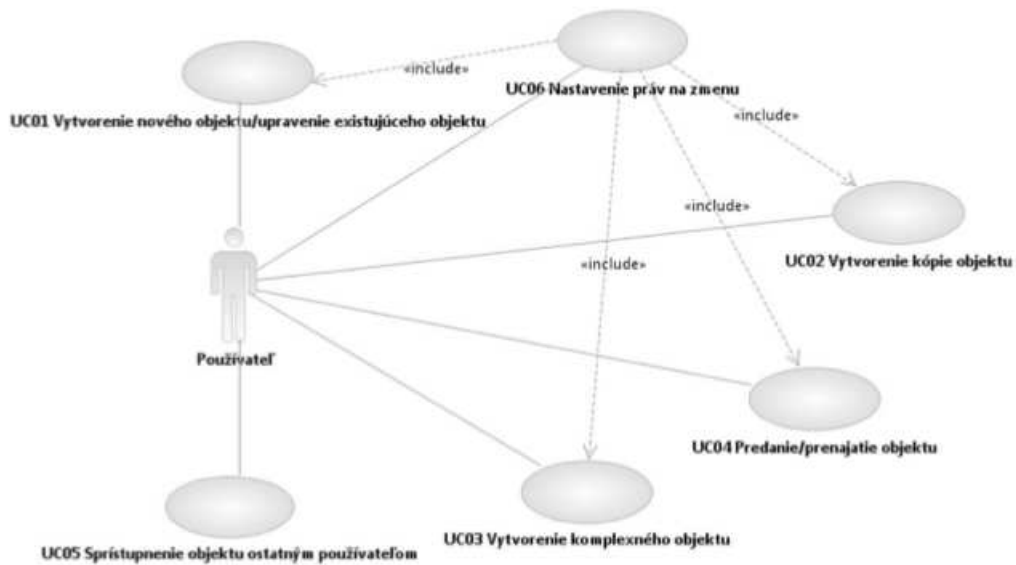 «include»
UC06 Nastavenie práv na zmenu
UC01 Vytvorenie nového objektu/upravenie existujúceho objektu
«include»
«include»
UC02 Vytvorenie kópie objektu
«include»
Používateľ
UC04 Predanie/prenajatie objektu
UC03 Vytvorenie komplexného objektu
UC05 Sprístupnenie objektu ostatným používateľom